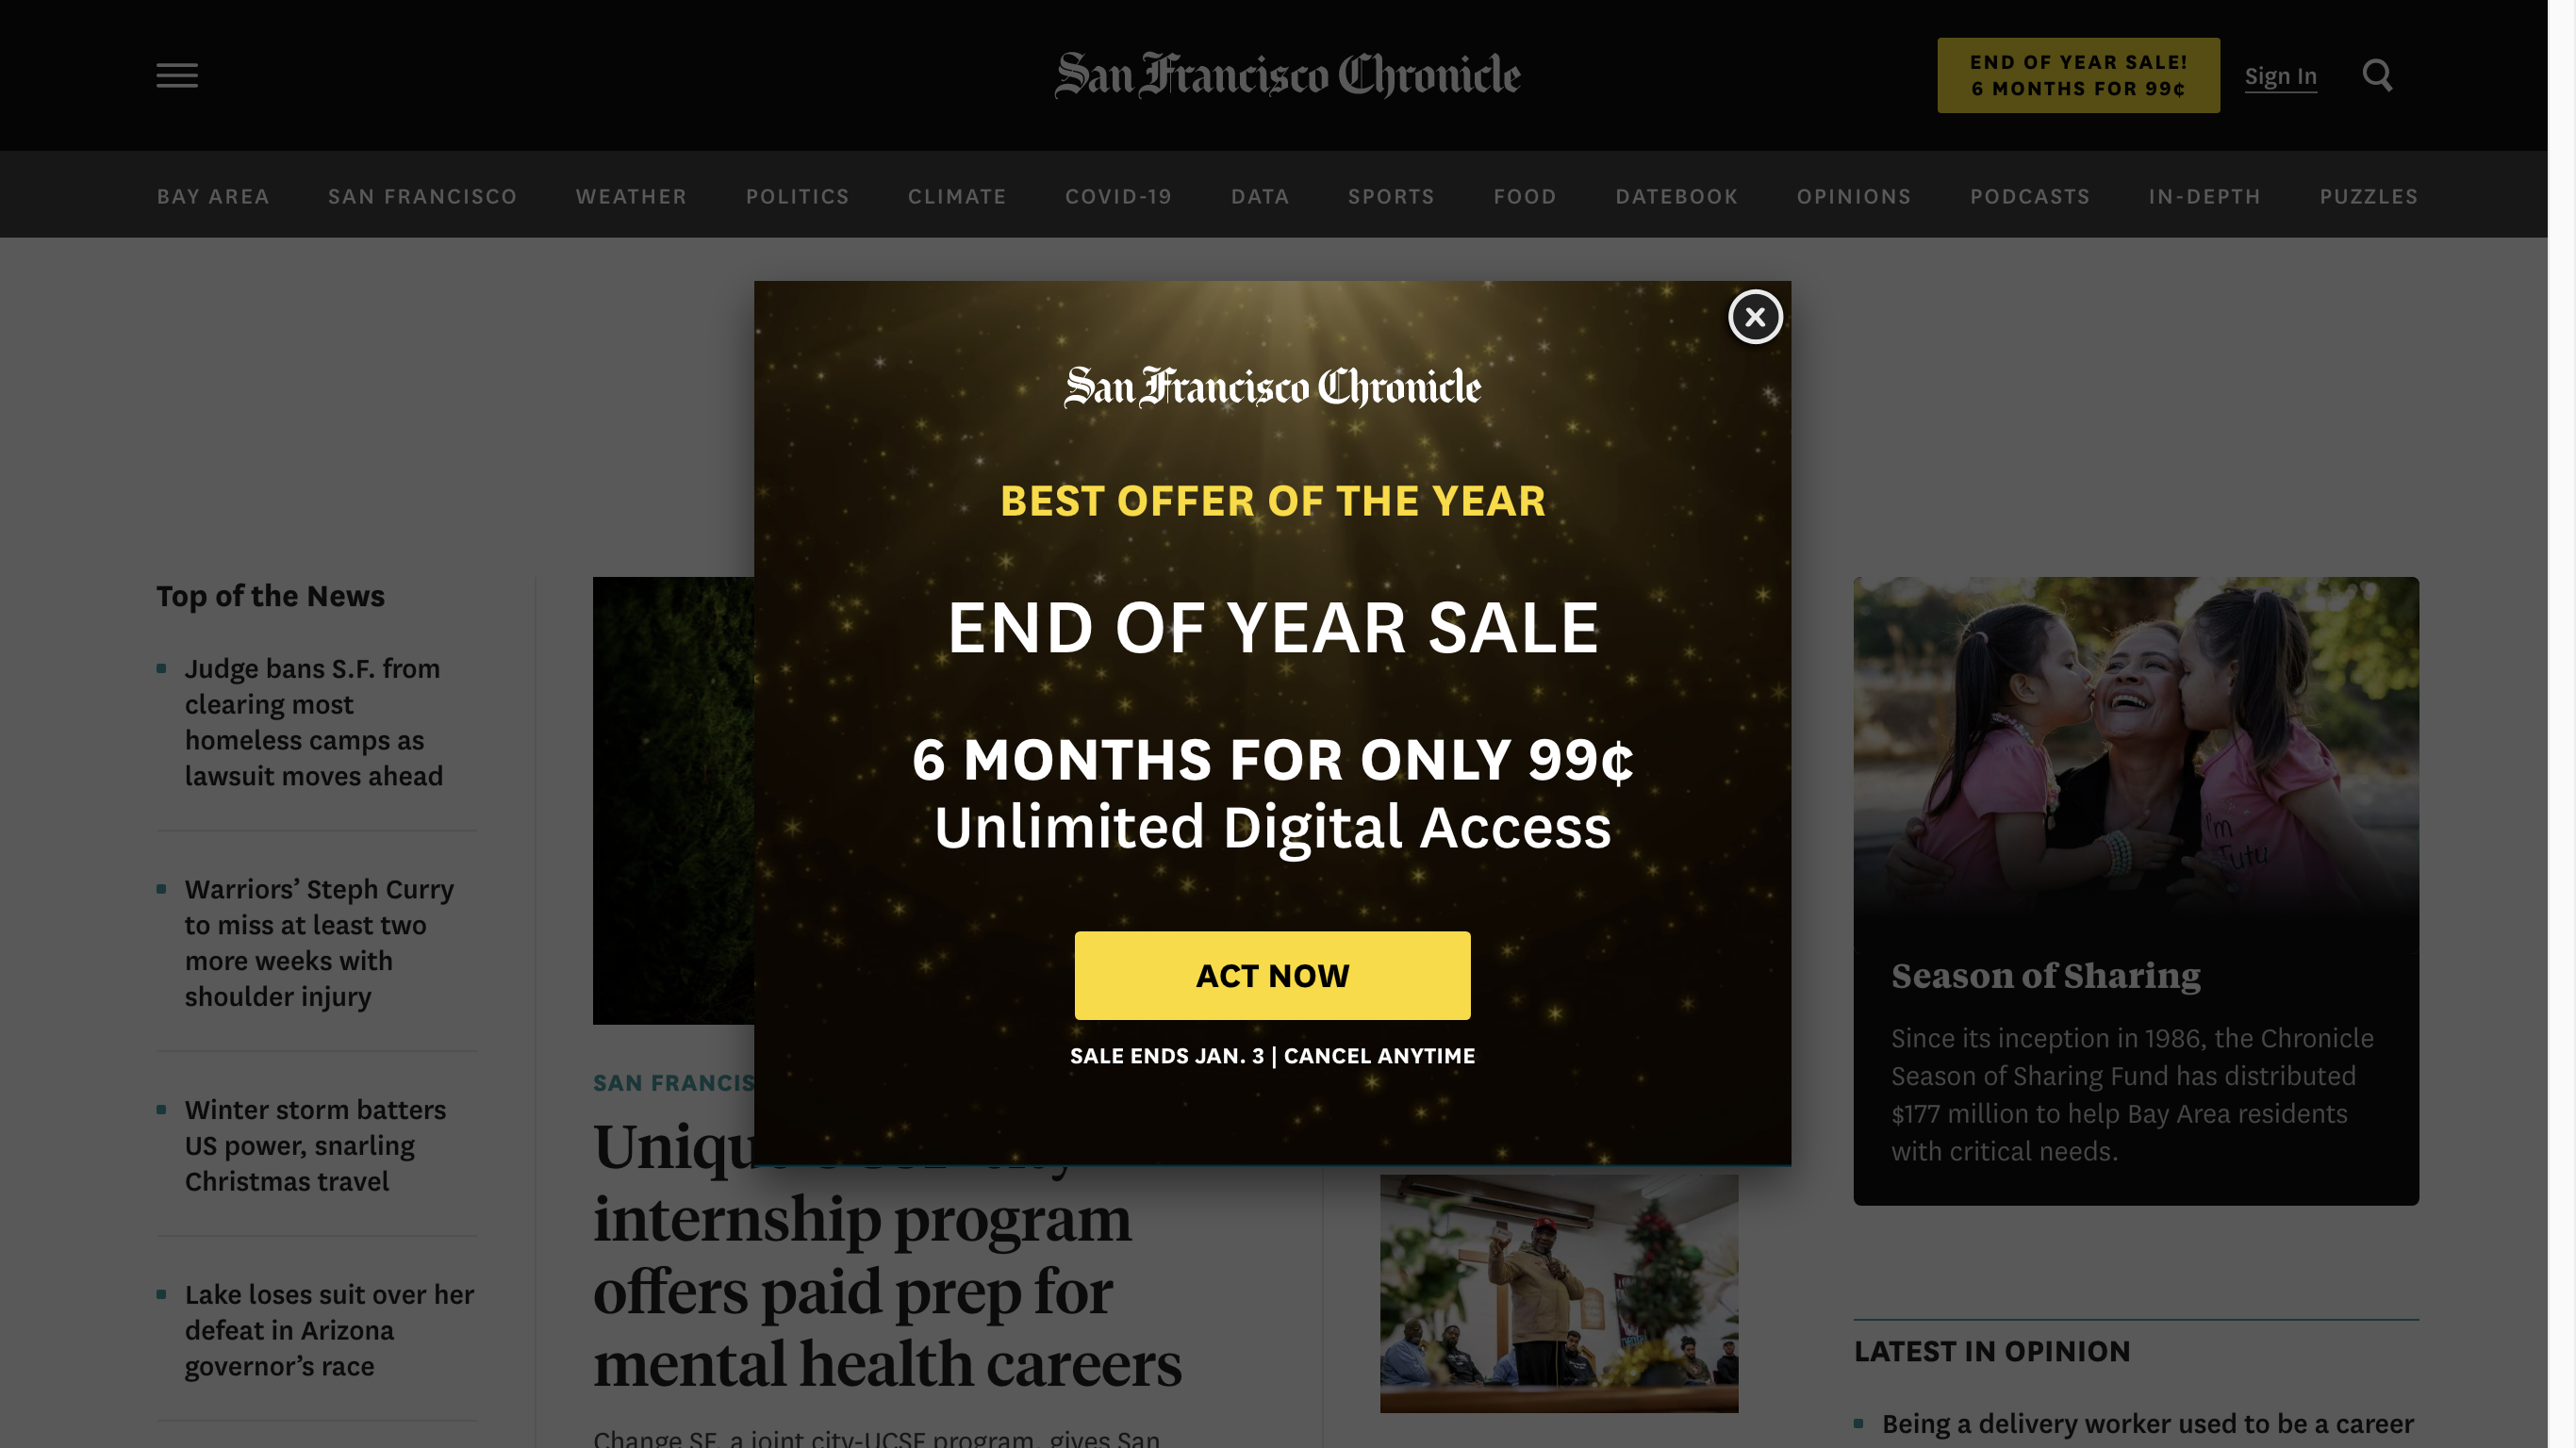 San Francisco Chronicle
END OF YEAR SALE!
6 MONTHS FOR 99¢
Sign In
BAY AREA
SAN FRANCISCO
WEATHER
POLITICS
CLIMATE
COVID-19
DATA
SPORTS
FOOD
DATEBOOK
OPINIONS
PODCASTS
IN-DEPTH
PUZZLES
San Francisco Chronicle
BEST OFFER OF THE YEAR
END OF YEAR SALE
6 MONTHS FOR ONLY 99¢
Unlimited Digital Access
ACT NOW
SALE ENDS JAN. 3 | CANCEL ANYTIME
Top of the News
Judge bans S.F. from
clearing most
homeless camps as
lawsuit moves ahead
Warriors’ Steph Curry
to miss at least two
more weeks with
shoulder injury
Winter storm batters
US power, snarling
Christmas travel
Lake loses suit over her
defeat in Arizona
governor’s race
SAN FRANCIS
Uniqu
internship program
offers paid prep for
mental health careers
Change SF, a joint city-UCSF program, gives San
I'm
Tutu
Season of Sharing
Since its inception in 1986, the Chronicle
Season of Sharing Fund has distributed
$177 million to help Bay Area residents
with critical needs.
LATEST IN OPINION
Being a delivery worker used to be a career